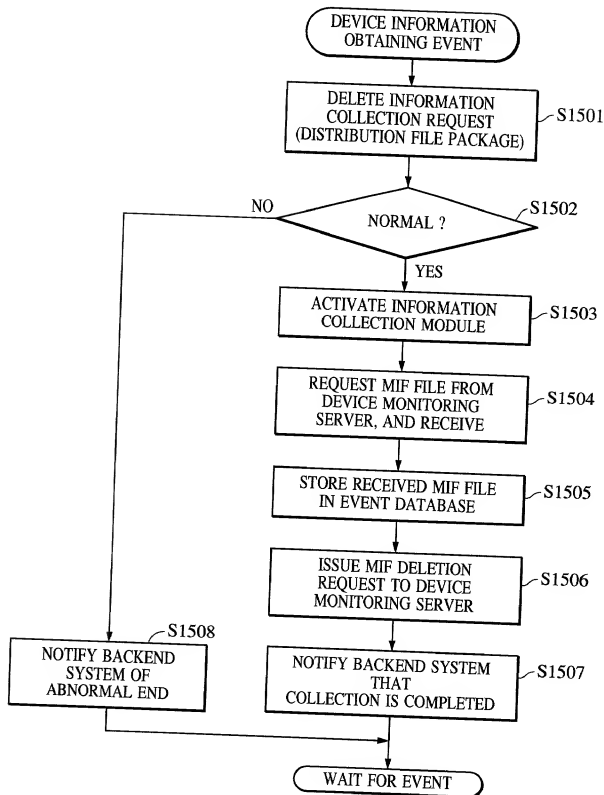 DEVICE INFORMATION
OBTAINING EVENT
DELETE INFORMATION
COLLECTION REQUEST
(DISTRIBUTION FILE PACKAGE)
S1501
S1502
NO
NORMAL ?
YES
ACTIVATE INFORMATION
COLLECTION MODULE
S1503
REQUEST MIF FILE FROM
DEVICE MONITORING
SERVER, AND RECEIVE
S1504
STORE RECEIVED MIF FILE
IN EVENT DATABASE
S1505
ISSUE MIF DELETION
REQUEST TO DEVICE
MONITORING SERVER
S1506
S1508
NOTIFY BACKEND
SYSTEM OF
ABNORMAL END
NOTIFY BACKEND SYSTEM
THAT
COLLECTION IS COMPLETED
S1507
WAIT FOR EVENT